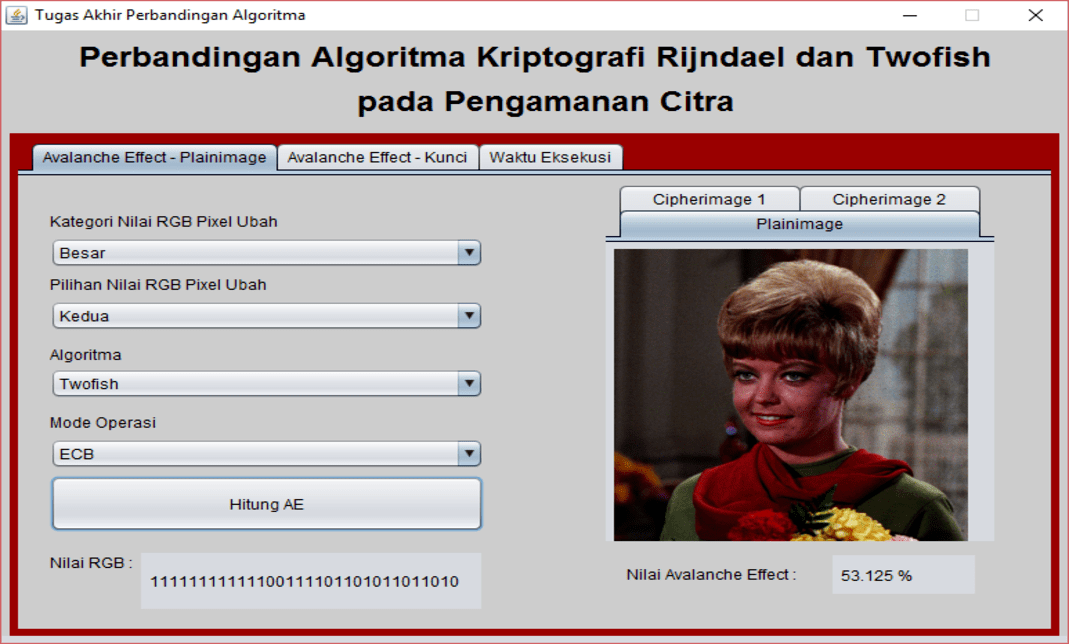 Tugas Akhir Perbandingan Algoritma
Perbandingan Algoritma Kriptografi Rijndael dan Twofish
pada Pengamanan Citra
Avalanche Effect - Plainimage
Avalanche Effect - Kunci
Waktu Eksekusi
Kategori Nilai RGB Pixel Ubah
Besar
Pilihan Nilai RGB Pixel Ubah
Kedua
Algoritma
Twofish
Mode Operasi
ECB
Hitung AE
Nilai RGB :
11111111111100111101101011011010
Cipherimage 1
Cipherimage 2
Plainimage
Nilai Avalanche Effect :
53.125 %